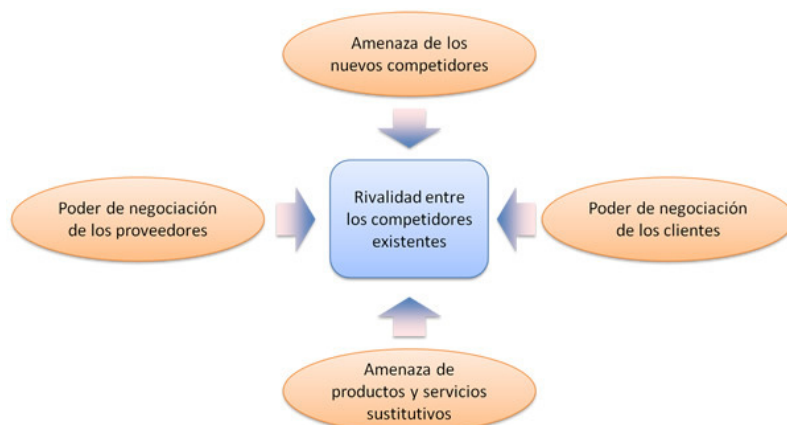 Amenaza de los
nuevos competidores
Poder de negociación
de los proveedores
Rivalidad entre
los competidores
existentes
Poder de negociación
de los clientes
Amenaza de
productos y servicios
sustitutivos